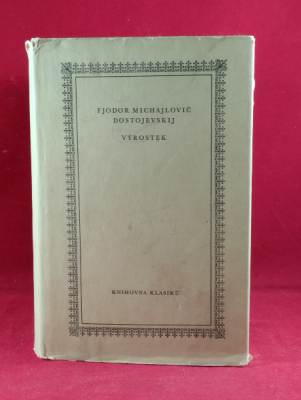 FJODOR MICHAJLOVIČ
DOSTOJEVSKIJ
VÝROSTEK
KNIHOVNA KLASIKŮ